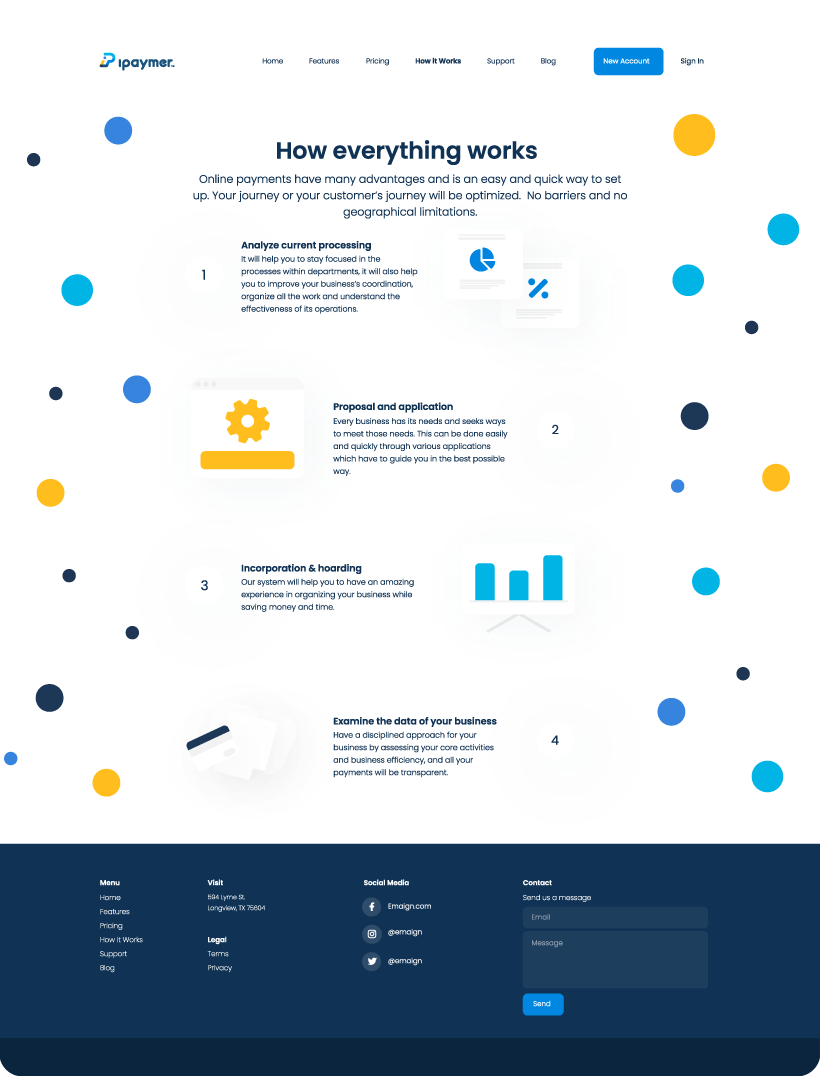 ipaymer.
Home Features Pricing How it Works Support Blog New Account Sign In
How everything works
Online payments have many advantages and is an easy and quick way to set
up. Your journey or your customer's journey will be optimized. No barriers and no
geographical limitations.
1
Analyze current processing
It will help you to stay focused in the
processes within departments, it will also help
you to improve your business's coordination,
organize all the work and understand the
effectiveness of its operations.
Proposal and application
Every business has its needs and seeks ways
to meet those needs. This can be done easily
and quickly through various applications
which have to guide you in the best possible
way.
2
3
Incorporation & hoarding
Our system will help you to have an amazing
experience in organizing your business while
saving money and time.
Examine the data of your business
Have a disciplined approach for your
business by assessing your core activities
and business efficiency, and all your
payments will be transparent.
4
Menu
Home
Features
Pricing
How it Works
Support
Blog
Visit
594 Lyme St.
Longview, TX 75604
Legal
Terms
Privacy
Social Media
Emaign.com
@emaign
@emaign
Contact
Send us a message
Email
Message
Send